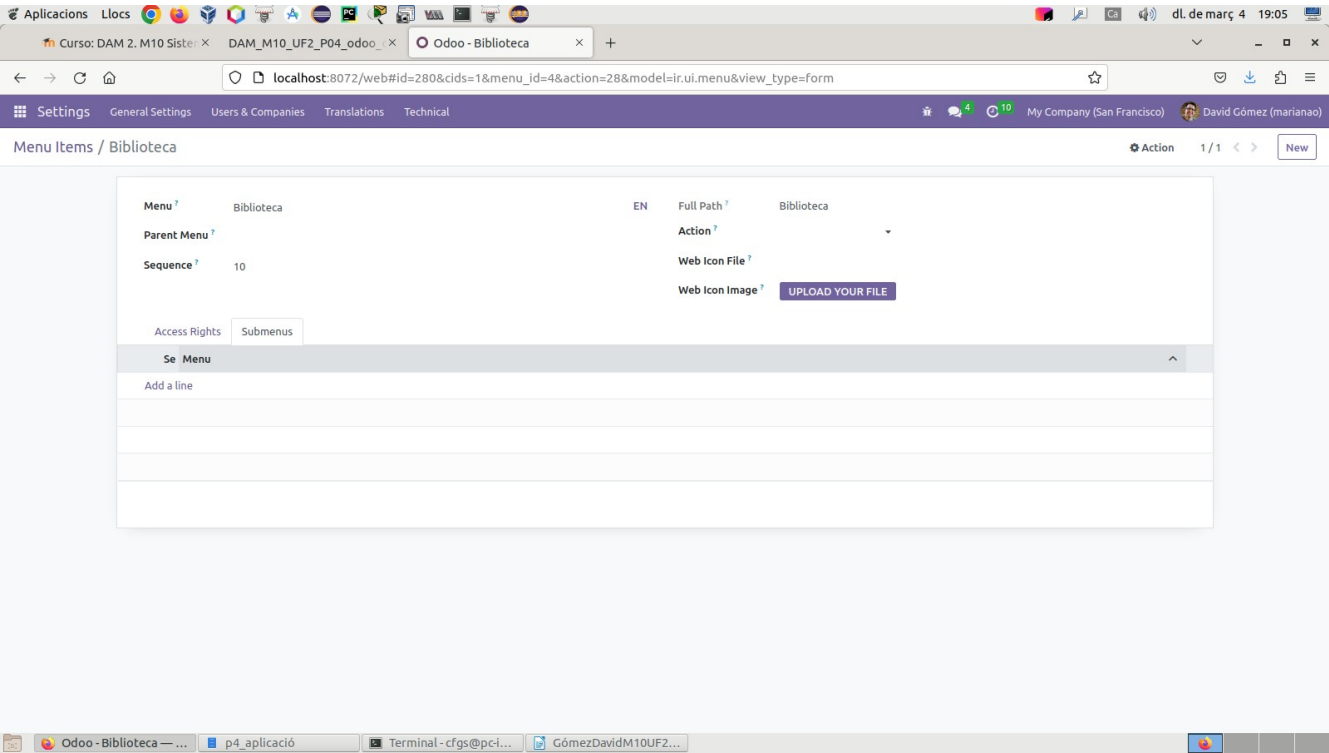 Aplicacions Llocs Ca dl. de març 4 19:05
Curso: DAM 2. M10 Sister DAM_M10_UF2_P04_odoo_c Odoo - Biblioteca
localhost:8072/web#id=280&cids=1&menu_id=4&action=28&model=ir.ui.menu&view_type=form
Settings General Settings Users & Companies Translations Technical 4 10 My Company (San Francisco) David Gómez (marianao)
Menu Items / Biblioteca Action 1 / 1 New
Menu ? Biblioteca EN Full Path ? Biblioteca
Parent Menu ? Action ?
Sequence ? 10 Web Icon File ?
Web Icon Image ? UPLOAD YOUR FILE
Access Rights Submenus
Se Menu
Add a line
Odoo - Biblioteca — ... p4_aplicació Terminal - cfgs@pc-i... GómezDavidM10UF2...